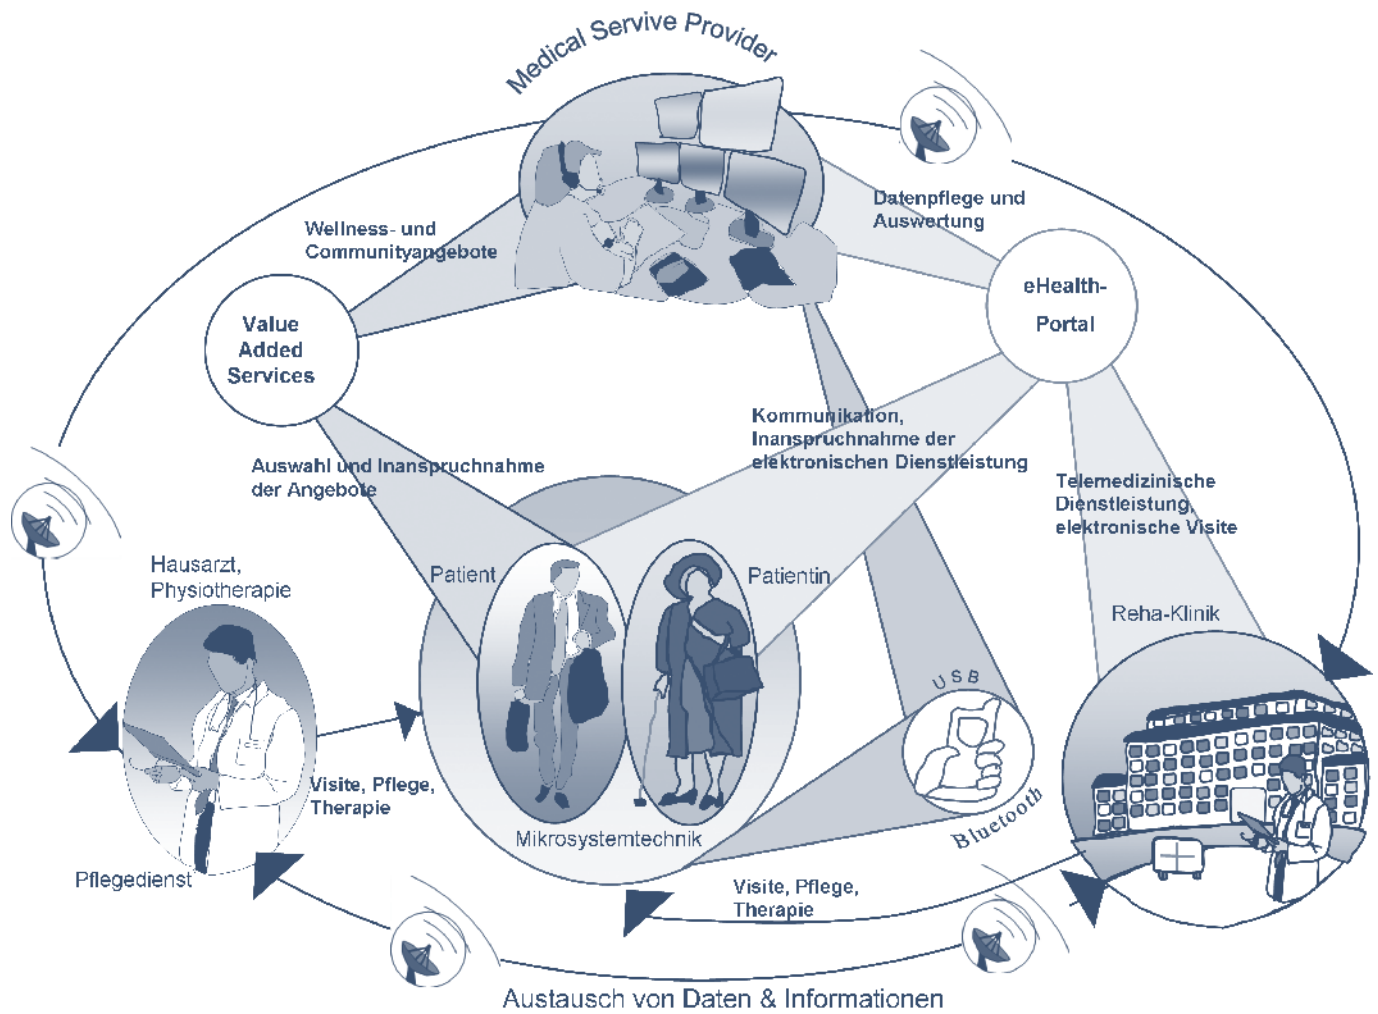 Medical Servive Provider
Datenpflege und
Auswertung
Wellness- und
Communityangebote
eHealth-
Portal
Value
Added
Services
Kommunikation,
Inanspruchnahme der
elektronischen Dienstleistung
Auswahl und Inanspruchnahme
der Angebote
Telemedizinische
Dienstleistung,
elektronische Visite
Hausarzt,
Physiotherapie
Patient
Patientin
Reha-Klinik
USB
Bluetooth
Visite, Pflege,
Therapie
Mikrosystemtechnik
Pflegedienst
Visite, Pflege,
Therapie
Austausch von Daten & Informationen